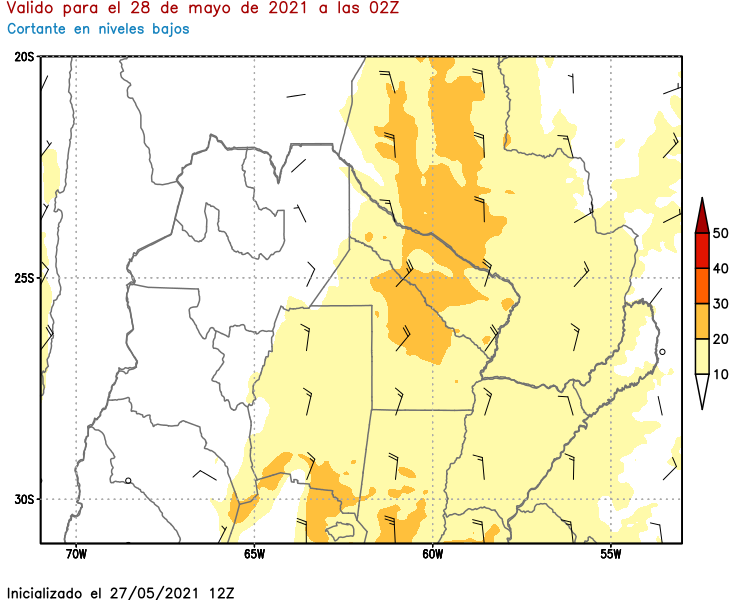 Valido para el 28 de mayo de 2021 a las 02Z
Cortante en niveles bajos
20S
25S
30S
70W 65W 60W 55W
50
40
30
20
10
Inicializado el 27/05/2021 12Z